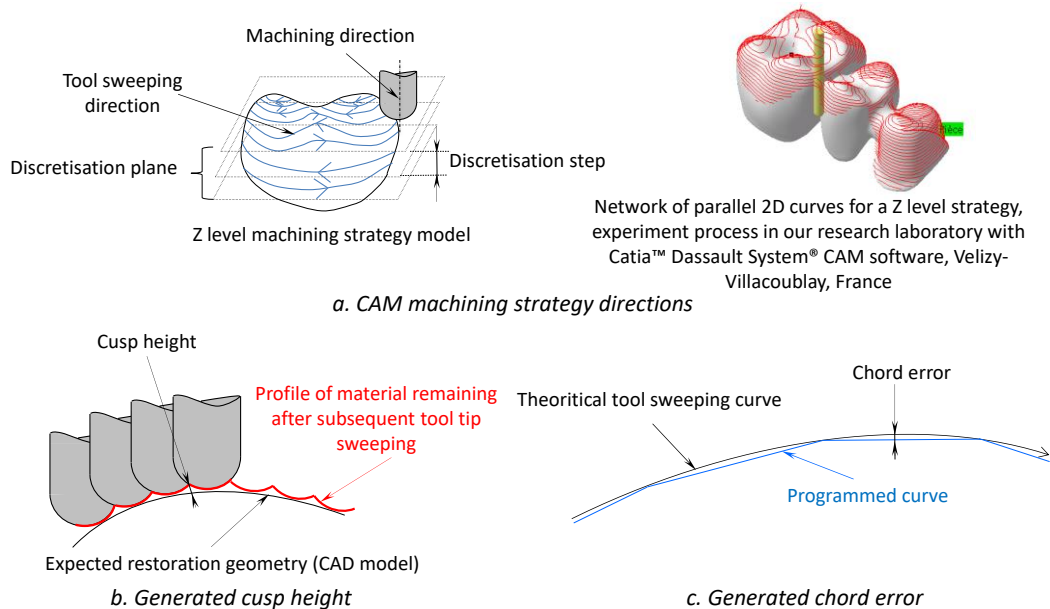 Machining direction
Tool sweeping
direction
Discretisation plane
Discretisation step
Z level machining strategy model
Pièce
Network of parallel 2D curves for a Z level strategy,
experiment process in our research laboratory with
Catia™ Dassault System® CAM software, Velizy-
Villacoublay, France
a. CAM machining strategy directions
Cusp height
Profile of material remaining
after subsequent tool tip
sweeping
Expected restoration geometry (CAD model)
b. Generated cusp height
Chord error
Theoritical tool sweeping curve
Programmed curve
c. Generated chord error